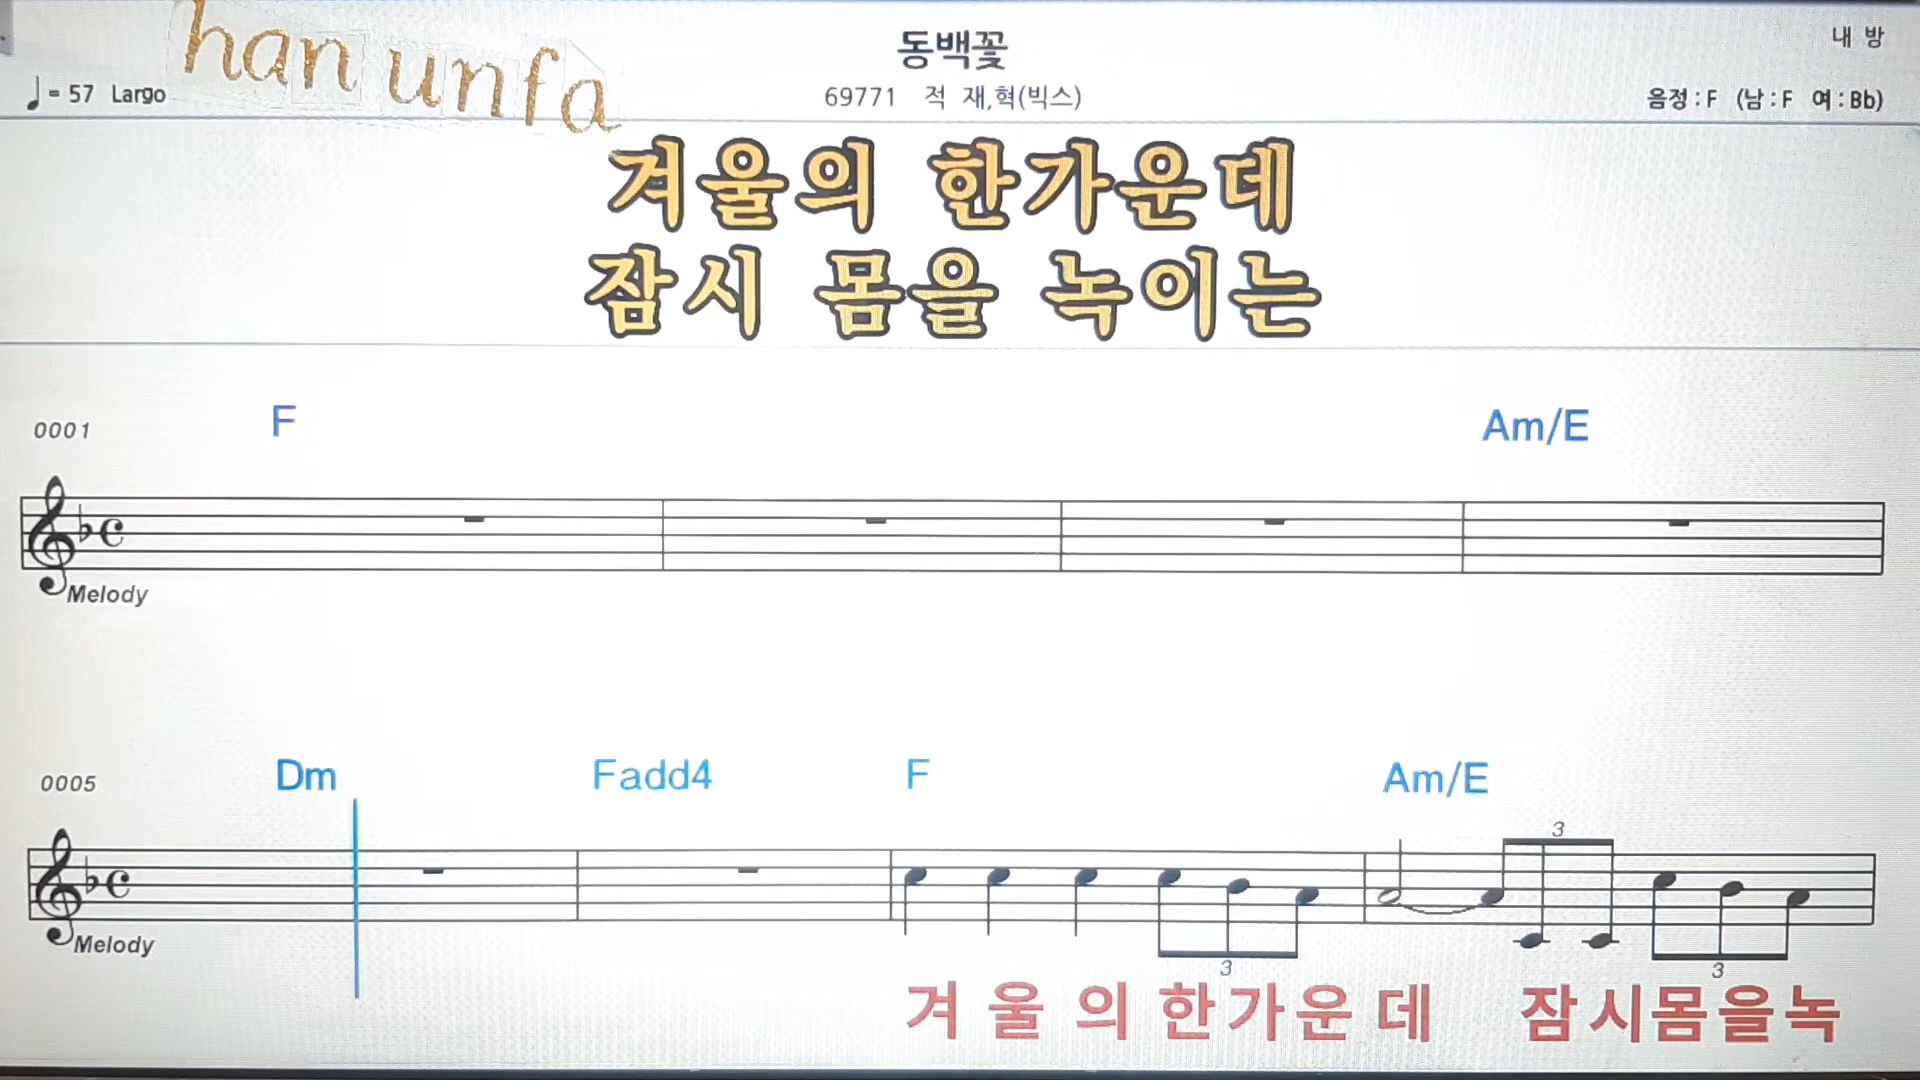 han unfa
동백꽃
내 방
♩= 57 Largo
69771 적 재,혁(빅스)
음정 : F (남 : F 여 : Bb)
겨울의 한가운데
잠시 몸을 녹이는
0001 F Am/E
Melody
0005 Dm Fadd4 F Am/E
3
Melody
3 3
겨 울 의 한가운 데 잠시몸을녹